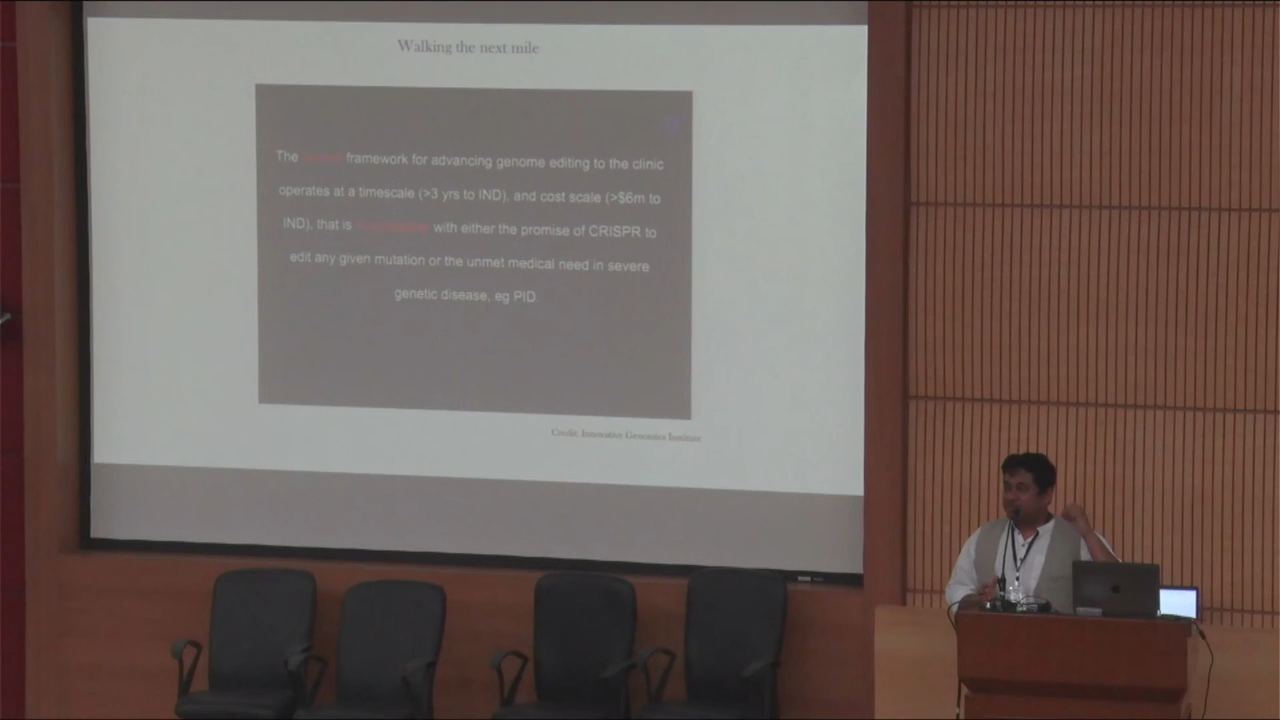 Walking the next mile
The framework for advancing genome editing to the clinic
operates at a timescale (>3 yrs to IND), and cost scale (>$6m to
IND), that is with either the promise of CRISPR to
edit any given mutation or the unmet medical need in severe
genetic disease, eg PID.
Credit: Innovative Genomics Institute